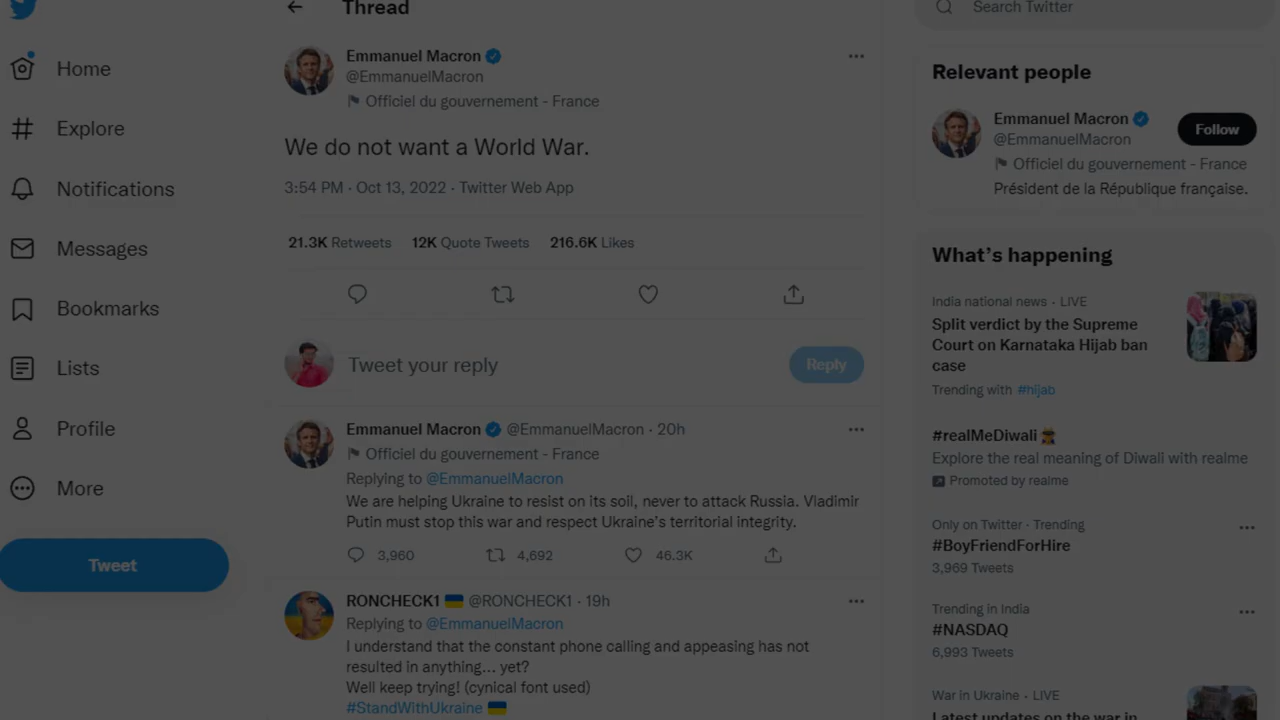 Thread
Search Twitter
Home
Explore
Notifications
Messages
Bookmarks
Lists
Profile
More
Tweet
Emmanuel Macron
@EmmanuelMacron
Officiel du gouvernement - France
We do not want a World War.
3:54 PM · Oct 13, 2022 · Twitter Web App
21.3K Retweets 12K Quote Tweets 216.6K Likes
Tweet your reply
Reply
Emmanuel Macron @EmmanuelMacron · 20h
Officiel du gouvernement - France
Replying to @EmmanuelMacron
We are helping Ukraine to resist on its soil, never to attack Russia. Vladimir
Putin must stop this war and respect Ukraine's territorial integrity.
3,960 4,692 46.3K
RONCHECK1 🇺🇦 @RONCHECK1 · 19h
Replying to @EmmanuelMacron
I understand that the constant phone calling and appeasing has not
resulted in anything... yet?
Well keep trying! (cynical font used)
#StandWithUkraine 🇺🇦
Relevant people
Emmanuel Macron
@EmmanuelMacron
Follow
Officiel du gouvernement - France
Président de la République française.
What's happening
India national news · LIVE
Split verdict by the Supreme
Court on Karnataka Hijab ban
case
Trending with #hijab
#realMeDiwali
Explore the real meaning of Diwali with realme
Promoted by realme
Only on Twitter · Trending
#BoyFriendForHire
3,969 Tweets
Trending in India
#NASDAQ
6,993 Tweets
War in Ukraine · LIVE
Latest updates on the war in